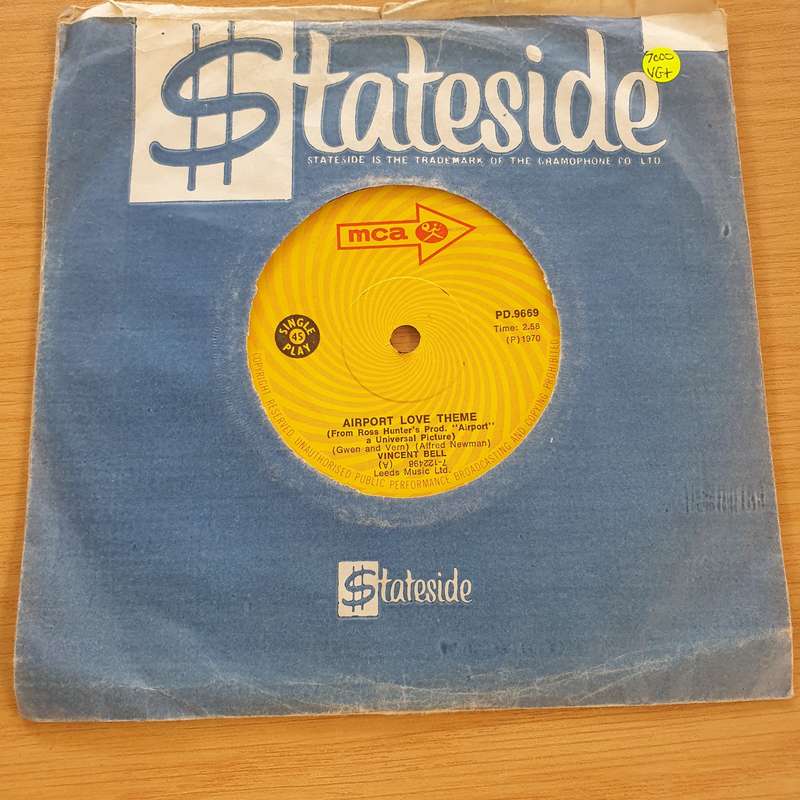 $tateside
7000
VG+
STATESIDE IS THE TRADEMARK OF THE GRAMOPHONE CO LTD
mca
SINGLE
45
PLAY
PD.9669
Time: 2.58
(P)1970
AIRPORT LOVE THEME
(From Ross Hunter's Prod. "Airport"
a Universal Picture)
(Gwen and Vern) (Alfred Newman)
VINCENT BELL
(A) 7-122498
Leeds Music Ltd.
COPYRIGHT RESERVED UNAUTHORISED PUBLIC PERFORMANCE BROADCASTING AND COPYING PROHIBITED
$tateside